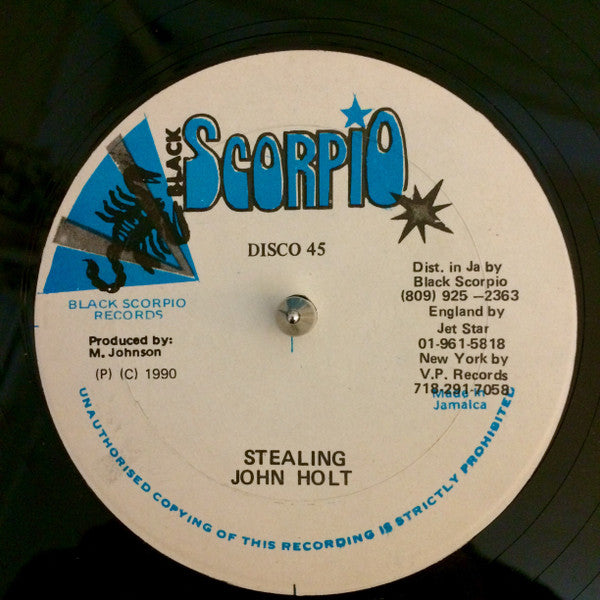 BLACK
SCORPIO
DISCO 45
BLACK SCORPIO
RECORDS
Produced by:
M. Johnson
(P) (C) 1990
Dist. in Ja by
Black Scorpio
(809) 925 —2363
England by
Jet Star
01-961-5818
New York by
V.P. Records
718-291-7058
Made in
Jamaica
STEALING
JOHN HOLT
UNAUTHORISED COPYING OF THIS RECORDING IS STRICTLY PROHIBITED